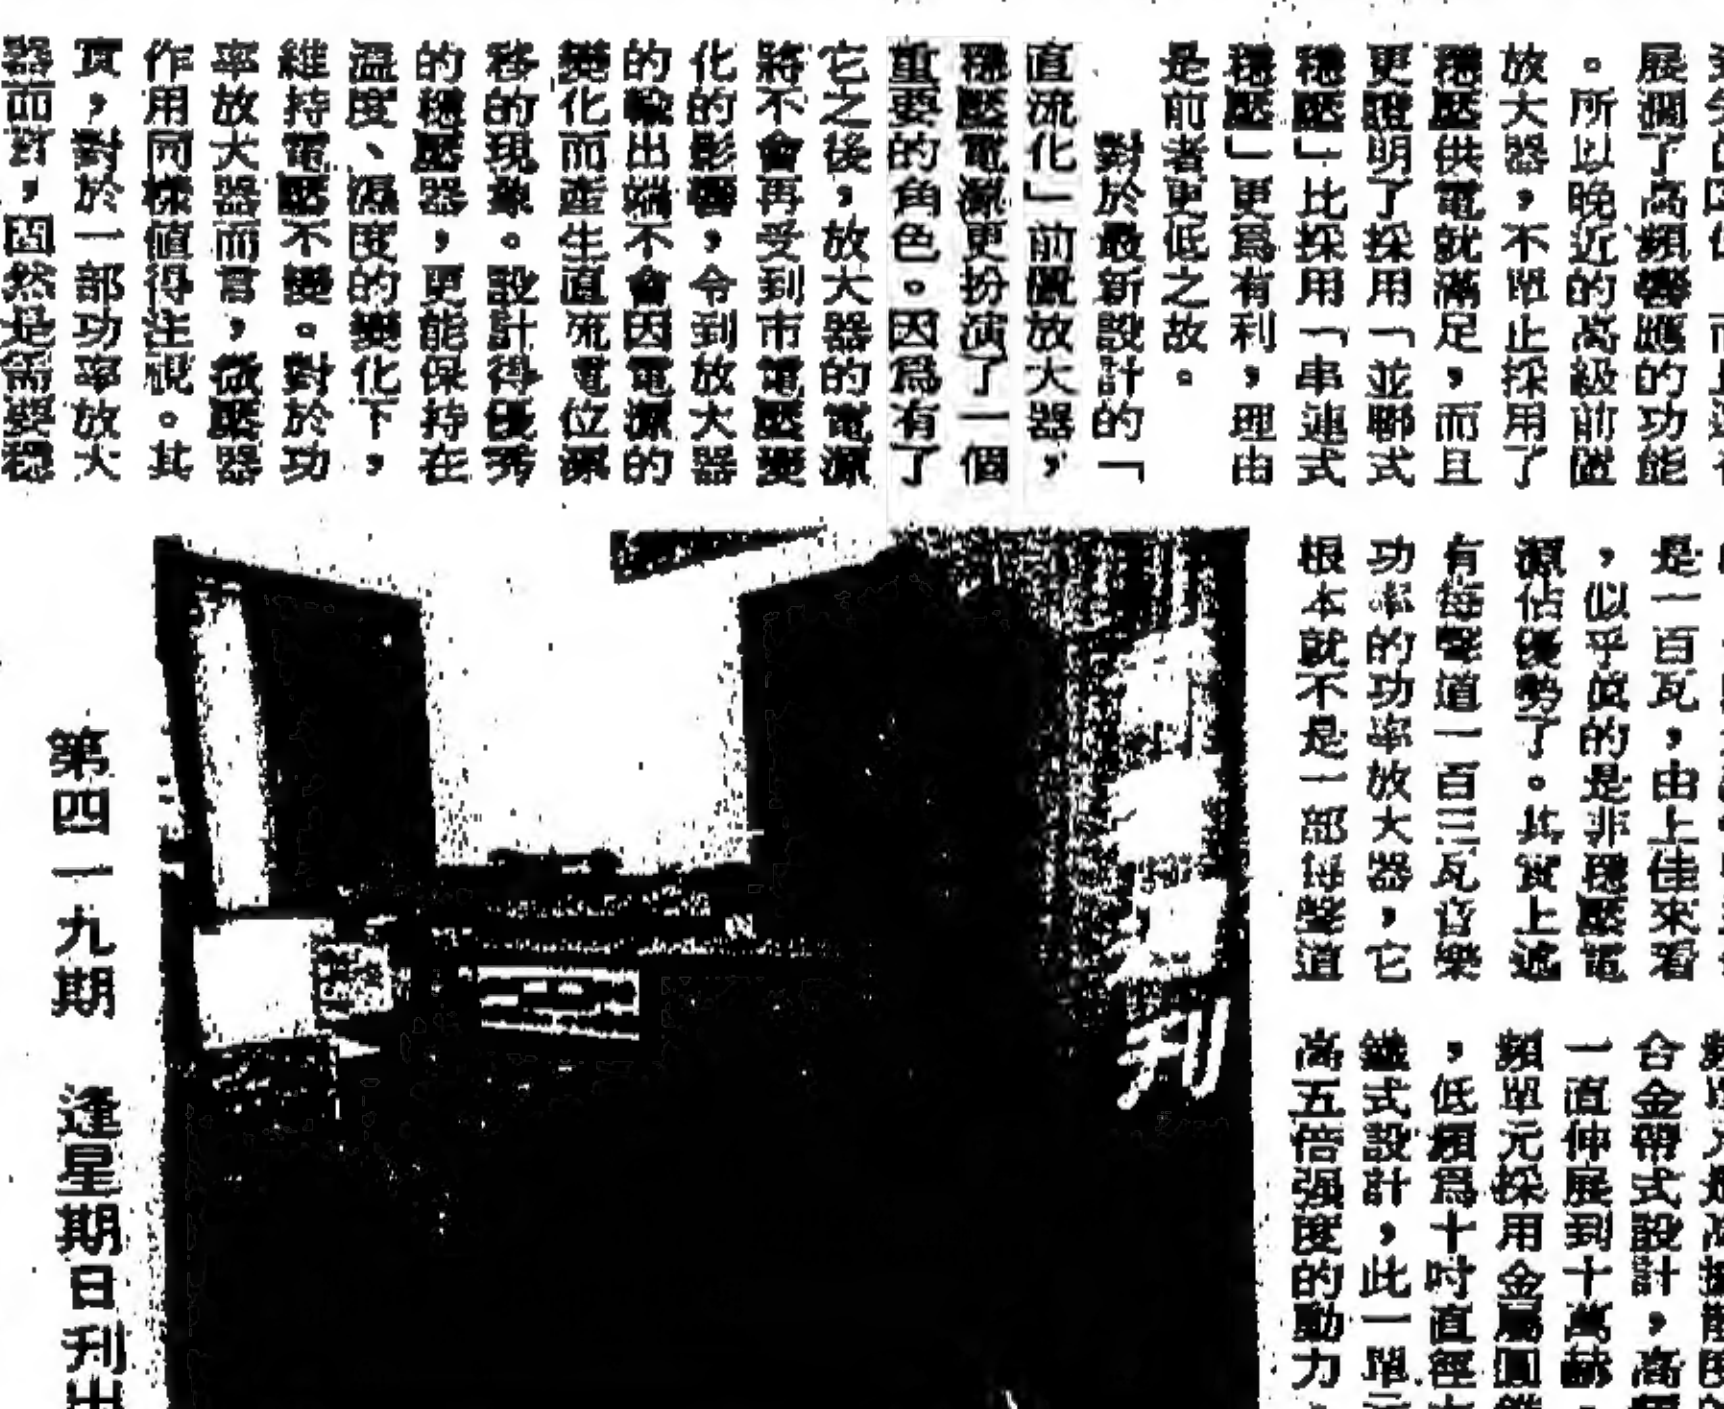 展擱了高頻響應的功能
。所以晚近的高級前置
放大器，不單止採用了
穩壓供電就滿足，而且
更證明了採用「並聯式
穩壓」比採用「串連式
穩壓」更爲有利，理由
是前者更低之故。
對於最新設計的「
直流化」前置放大器，
穩壓電源更扮演了一個
重要的角色。因爲有了
它之後，放大器的電源
將不會再受到市電壓變
化的影響，令到放大器
的輸出端不會因電源的
變化而產生直流電位漂
移的現象。設計得優秀
的穩壓器，更能保持在
溫度、濕度的變化下，
維持電壓不變。對於功
率放大器而言，微壓器
作用同樣值得注視。其
實，對於一部功率放大
器而對，固然是需要穩
是一百瓦，由上佳來看
，似乎眞的是非穩壓電
源佔優勢了。其實上述
有每聲道一百三瓦音樂
功率的功率放大器，它
根本就不是一部每聲道
合金帶式設計，高
一直伸展到十萬赫
頻單元採用金屬圓錐
，低頻爲十吋直徑
鐵式設計，此一單元
高五倍强度的動力
第四一九期 逢星期日刊出